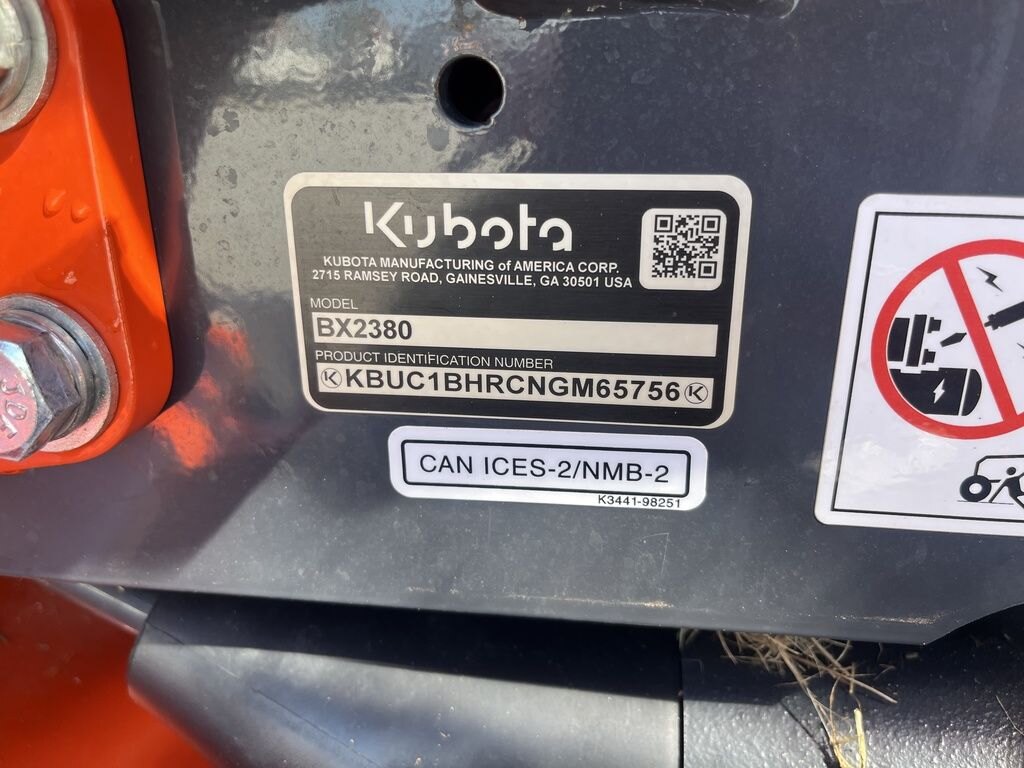 Kubota
KUBOTA MANUFACTURING of AMERICA CORP.
2715 RAMSEY ROAD, GAINESVILLE, GA 30501 USA
MODEL
BX2380
PRODUCT IDENTIFICATION NUMBER
KBUC1BHRCNGM65756
CAN ICES-2/NMB-2
K3441-98251